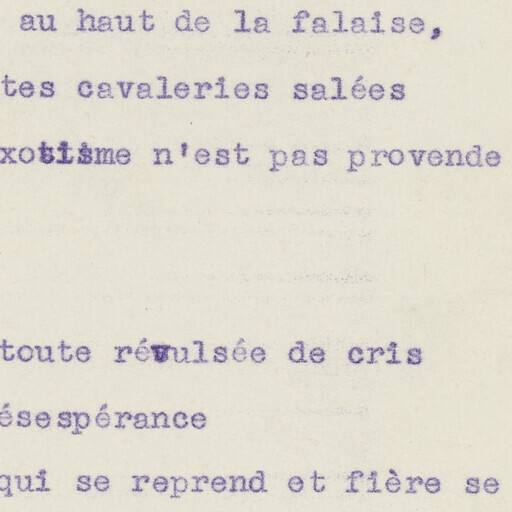 au haut de la falaise,
tes cavaleries salées
xotisme n'est pas provende
toute révulsée de cris
ésespérance
qui se reprend et fière se